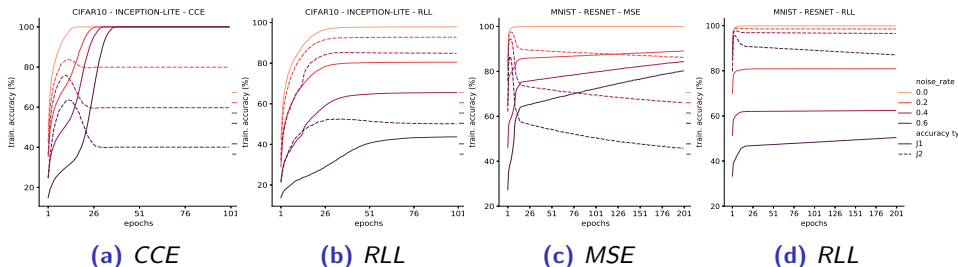 CIFAR10 - INCEPTION-LITE - CCE
train. accuracy (%)
100
80
60
40
20
1 26 51 76 101
epochs
(a) CCE
CIFAR10 - INCEPTION-LITE - RLL
train. accuracy (%)
100
80
60
40
20
1 26 51 76 101
epochs
(b) RLL
MNIST - RESNET - MSE
train. accuracy (%)
100
80
60
40
20
1 26 51 76 101 126 151 176 201
epochs
(c) MSE
MNIST - RESNET - RLL
train. accuracy (%)
100
80
60
40
20
1 26 51 76 101 126 151 176 201
epochs
(d) RLL
noise_rate
0.0
0.2
0.4
0.6
accuracy typ
J1
J2